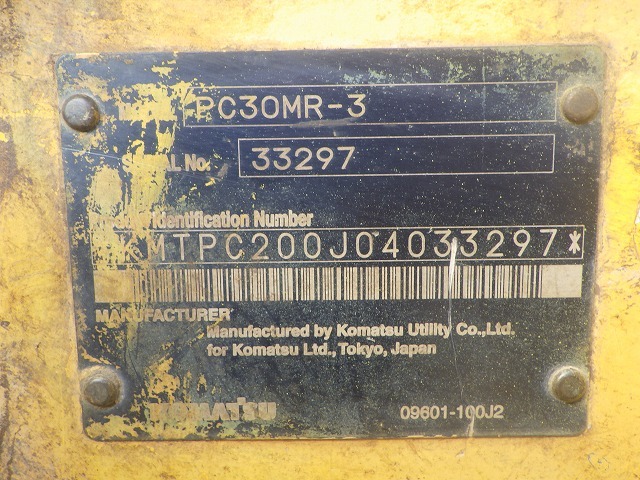 PC30MR-3
SERIAL No. 33297
Identification Number
KMTPC200J04033297*
MANUFACTURER
Manufactured by Komatsu Utility Co.,Ltd.
for Komatsu Ltd.,Tokyo, Japan
KOMATSU 09601-100J2